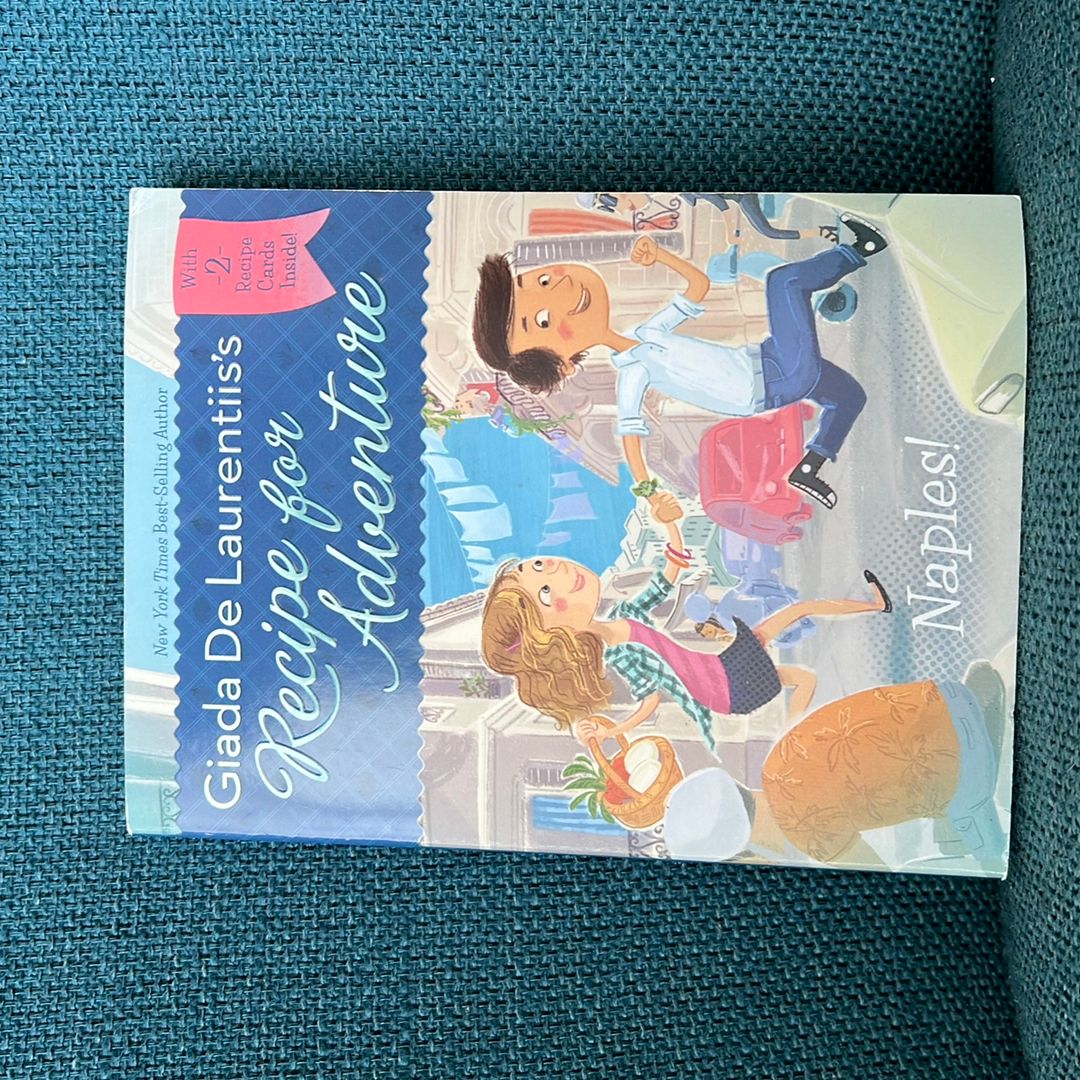 New York Times Best-Selling Author
With
-2-
Recipe
Cards
Inside!
Giada De Laurentiis's
Recipe for
Adventure
Naples!